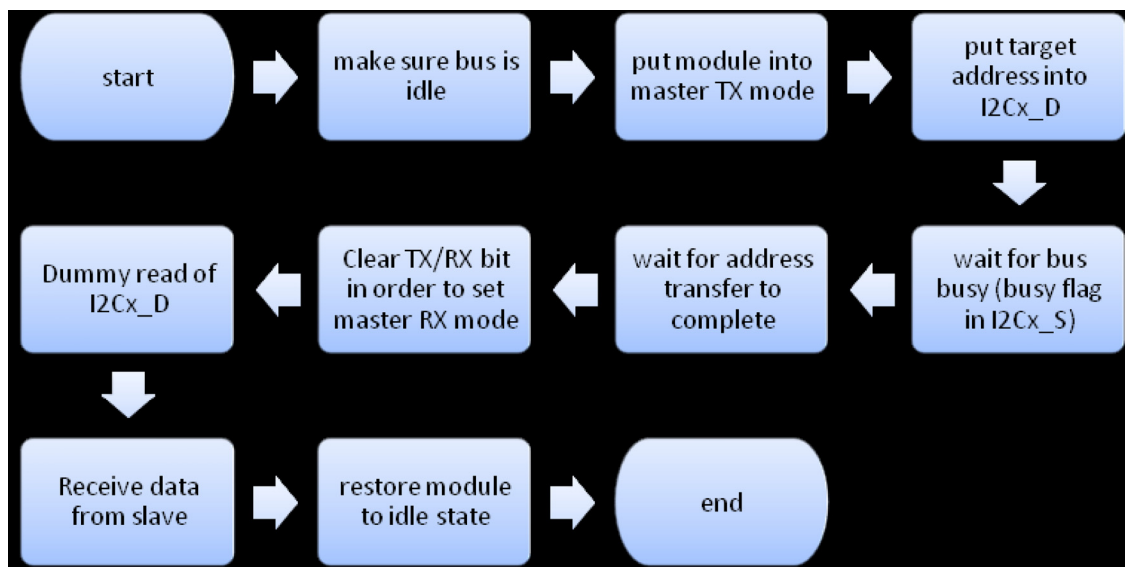 start
make sure bus is
idle
put module into
master TX mode
put target
address into
I2Cx_D
wait for bus
busy (busy flag
in I2Cx_S)
wait for address
transfer to
complete
Clear TX/RX bit
in order to set
master RX mode
Dummy read of
I2Cx_D
Receive data
from slave
restore module
to idle state
end